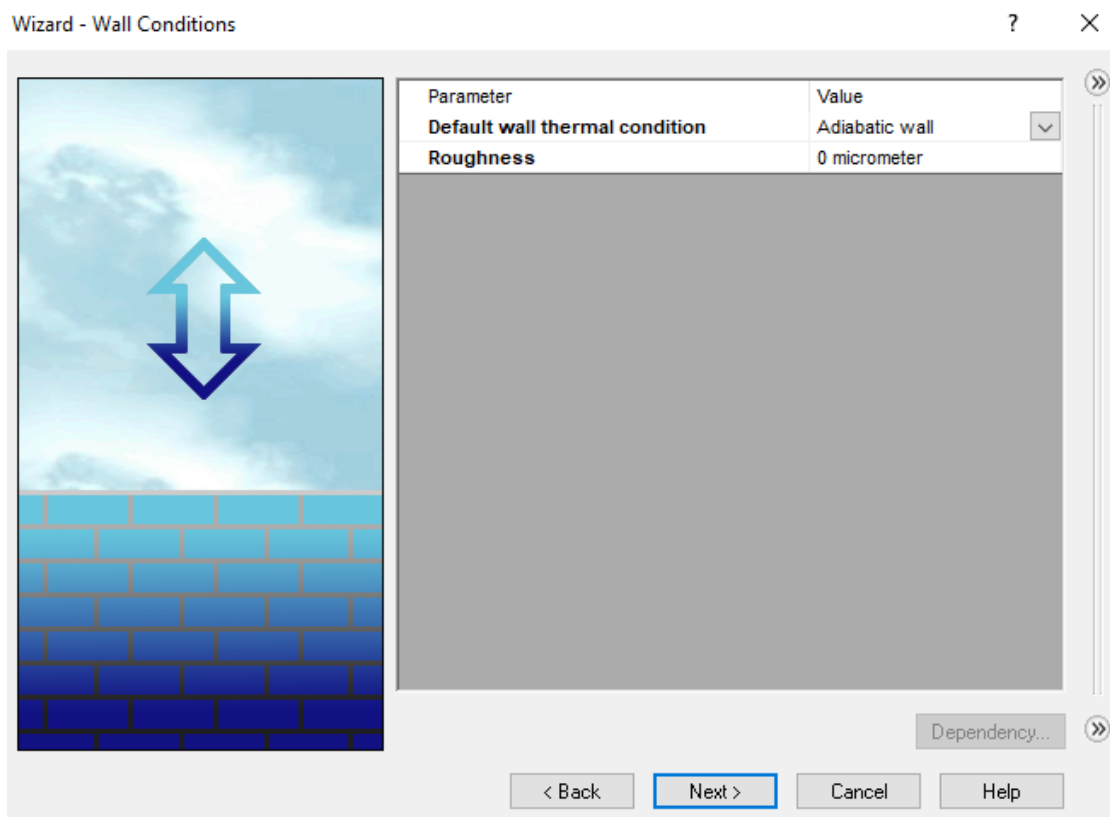 Wizard - Wall Conditions ?
Parameter Value
Default wall thermal condition Adiabatic wall
Roughness 0 micrometer
Dependency...
< Back Next > Cancel Help